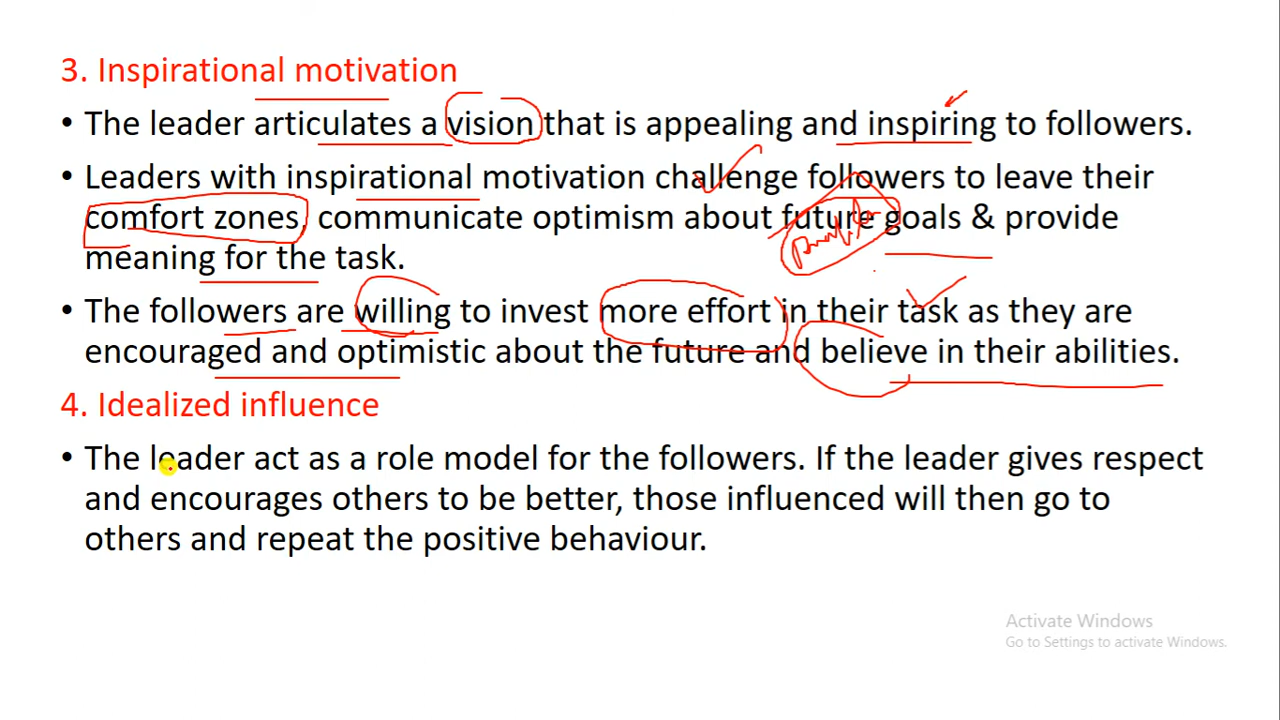 3. Inspirational motivation
• The leader articulates a vision that is appealing and inspiring to followers.
• Leaders with inspirational motivation challenge followers to leave their
comfort zones, communicate optimism about future goals & provide
meaning for the task.
• The followers are willing to invest more effort in their task as they are
encouraged and optimistic about the future and believe in their abilities.
4. Idealized influence
• The leader act as a role model for the followers. If the leader gives respect
and encourages others to be better, those influenced will then go to
others and repeat the positive behaviour.
Activate Windows
Go to Settings to activate Windows.